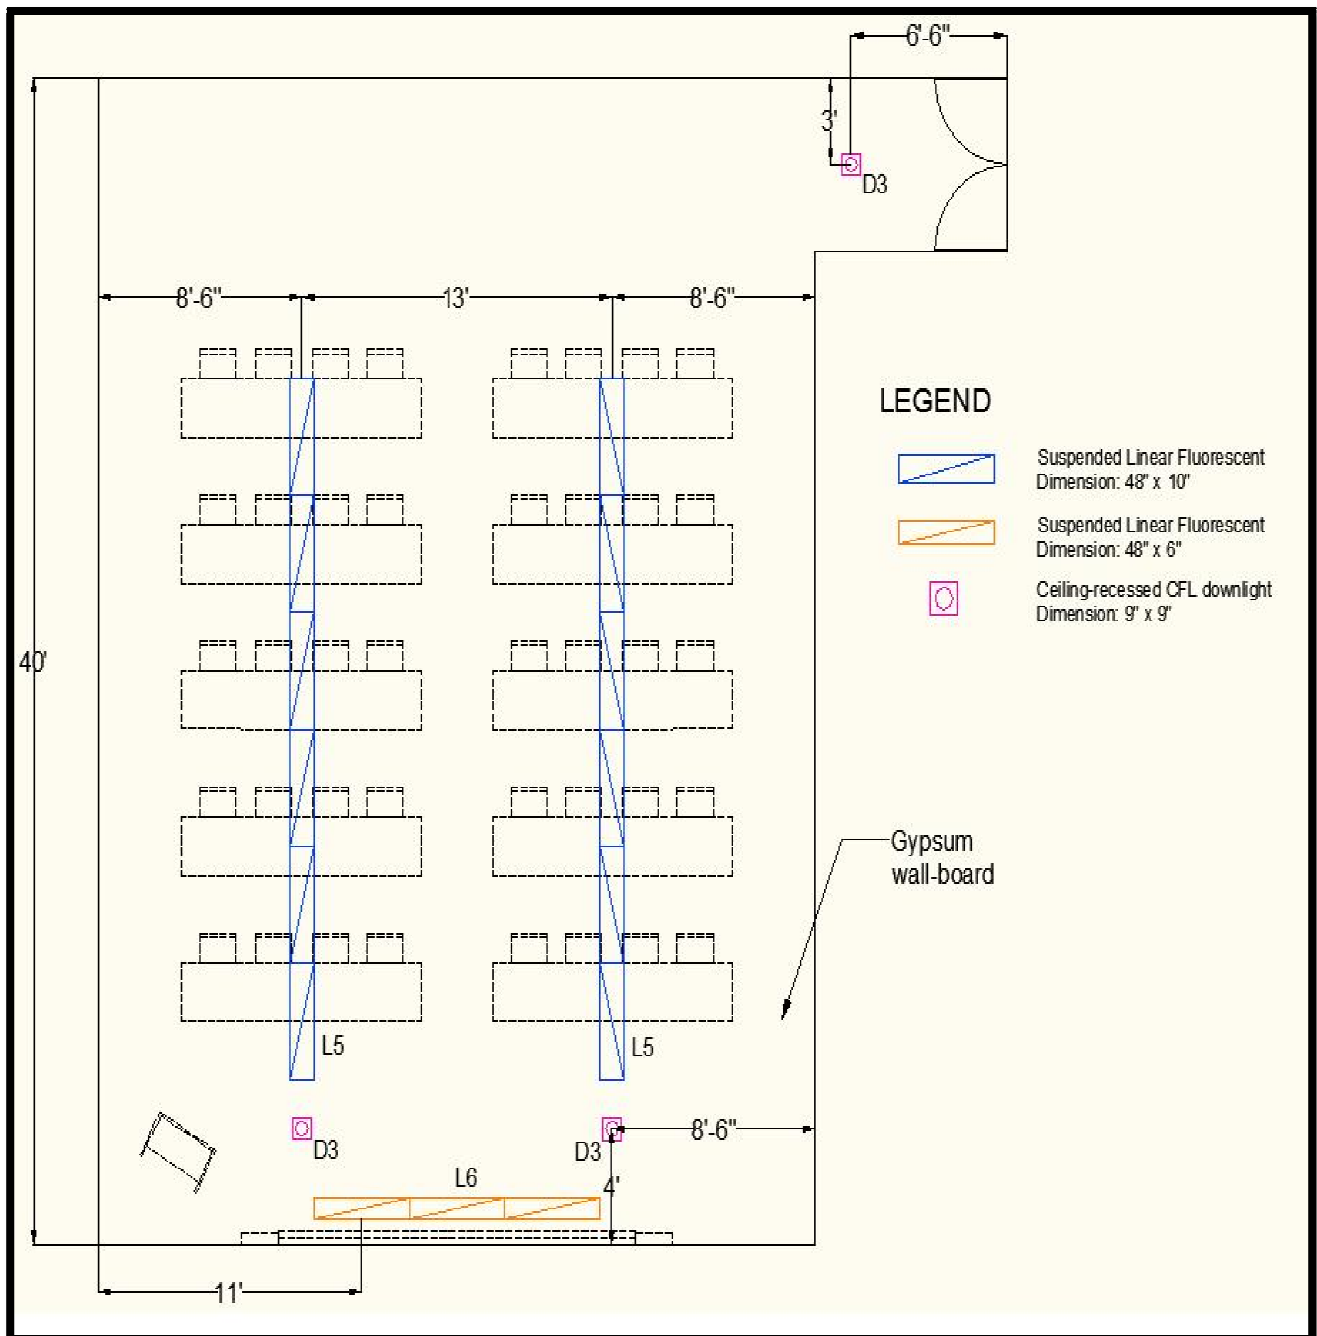 6'-6"
3'
D3
8'-6"
13'
8'-6"
LEGEND
Suspended Linear Fluorescent
Dimension: 48" x 10"
Suspended Linear Fluorescent
Dimension: 48" x 6"
Ceiling-recessed CFL downlight
Dimension: 9" x 9"
40'
Gypsum
wall-board
L5
L5
D3
D3
8'-6"
L6
4'
11'